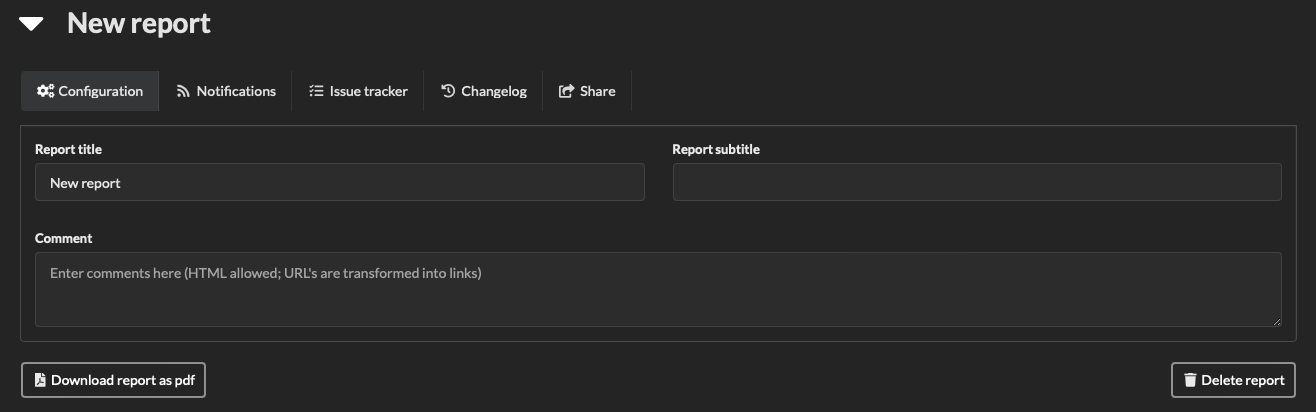 New report
Configuration Notifications Issue tracker Changelog Share
Report title Report subtitle
New report
Comment
Enter comments here (HTML allowed; URL's are transformed into links)
Download report as pdf Delete report